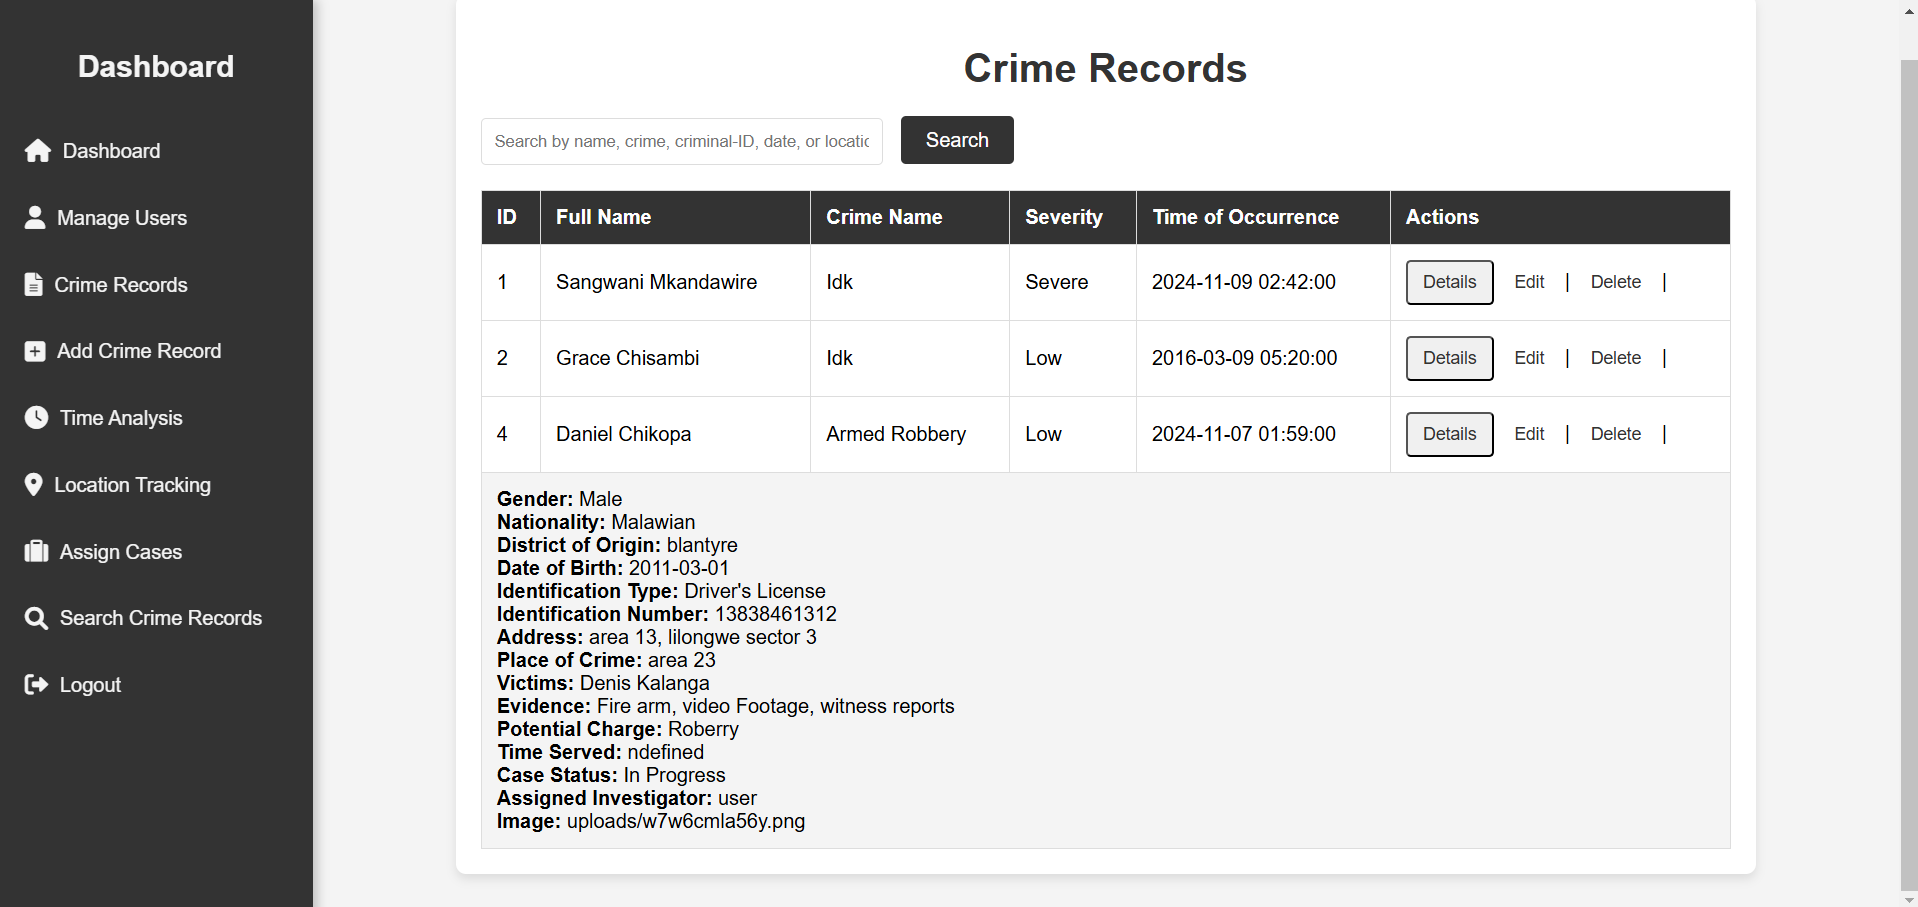 Dashboard
Dashboard
Manage Users
Crime Records
Add Crime Record
Time Analysis
Location Tracking
Assign Cases
Search Crime Records
Logout
Crime Records
Search by name, crime, criminal-ID, date, or locatic
Search
ID Full Name Crime Name Severity Time of Occurrence Actions
1 Sangwani Mkandawire Idk Severe 2024-11-09 02:42:00 Details Edit | Delete |
2 Grace Chisambi Idk Low 2016-03-09 05:20:00 Details Edit | Delete |
4 Daniel Chikopa Armed Robbery Low 2024-11-07 01:59:00 Details Edit | Delete |
Gender: Male
Nationality: Malawian
District of Origin: blantyre
Date of Birth: 2011-03-01
Identification Type: Driver's License
Identification Number: 13838461312
Address: area 13, lilongwe sector 3
Place of Crime: area 23
Victims: Denis Kalanga
Evidence: Fire arm, video Footage, witness reports
Potential Charge: Roberry
Time Served: ndefined
Case Status: In Progress
Assigned Investigator: user
Image: uploads/w7w6cmla56y.png